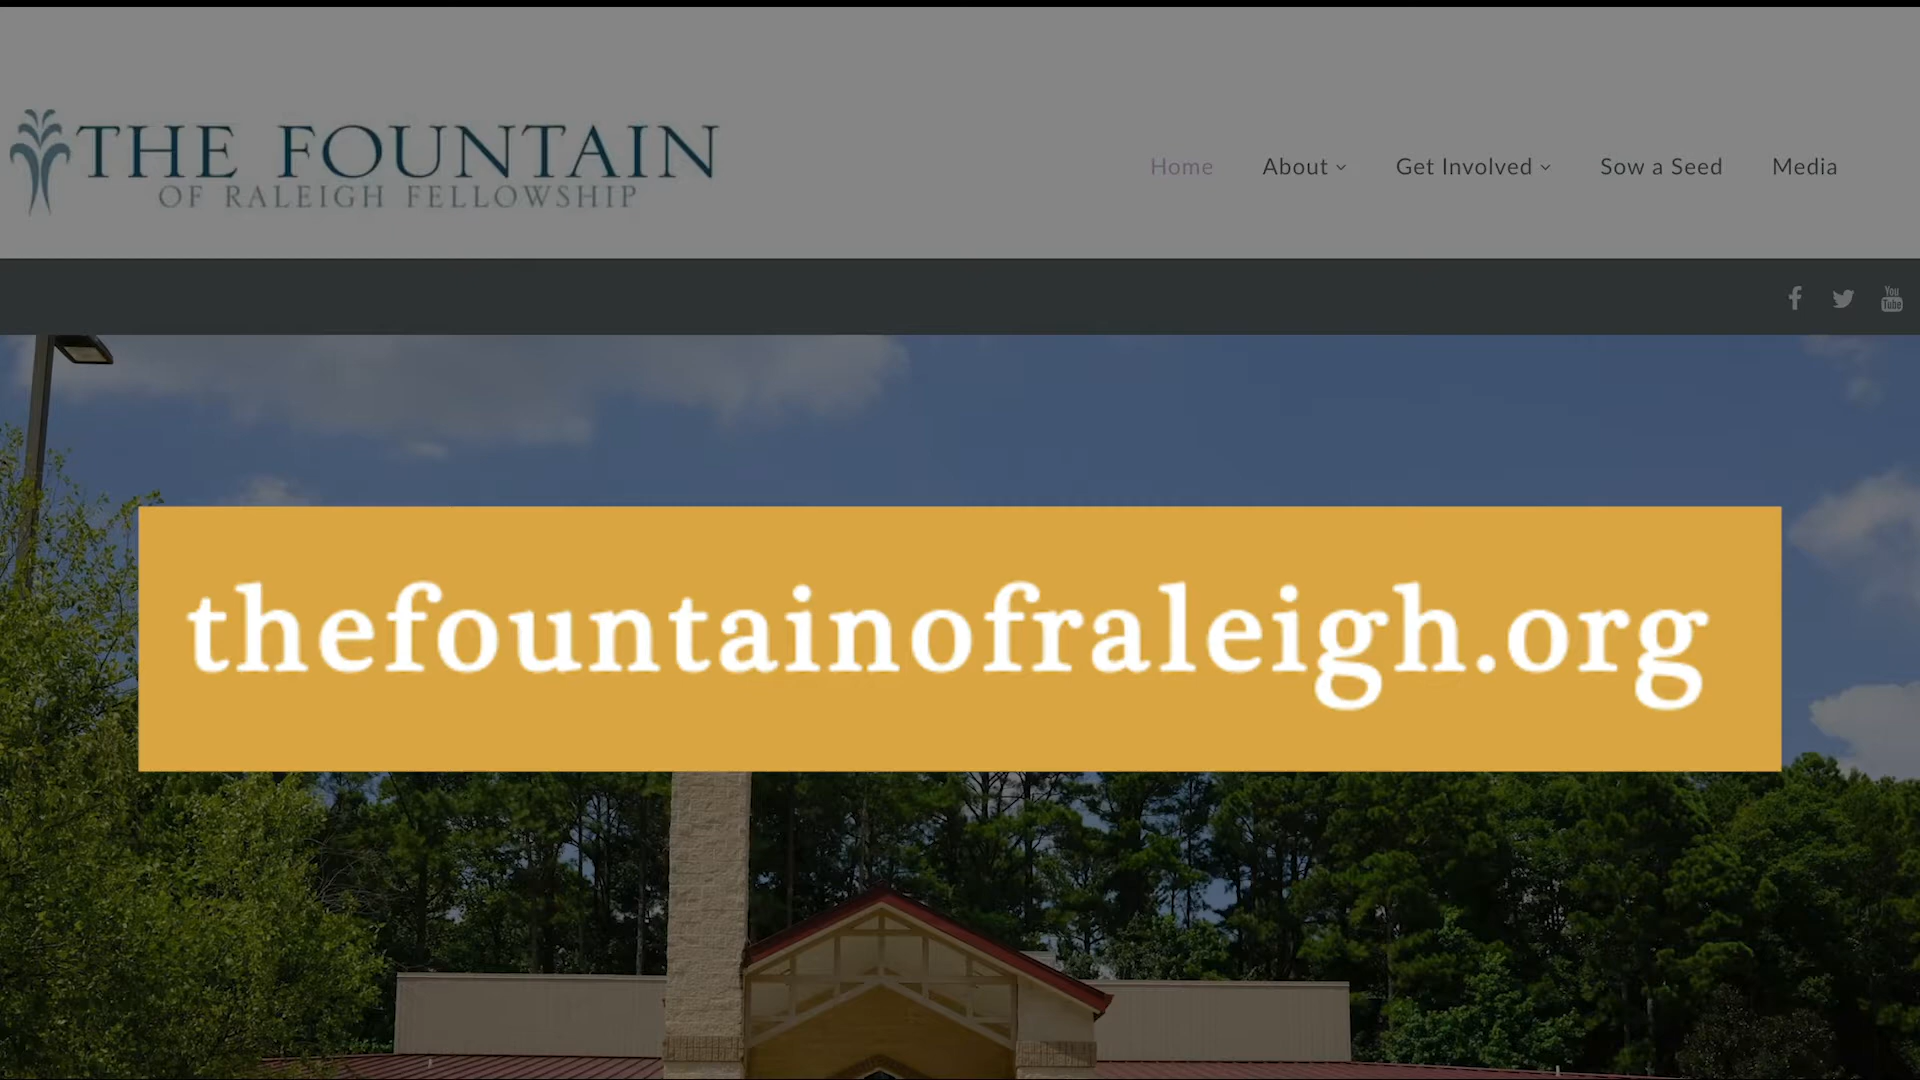 THE FOUNTAIN
OF RALEIGH FELLOWSHIP
Home About Get Involved Sow a Seed Media
You
Tube
thefountainofraleigh.org